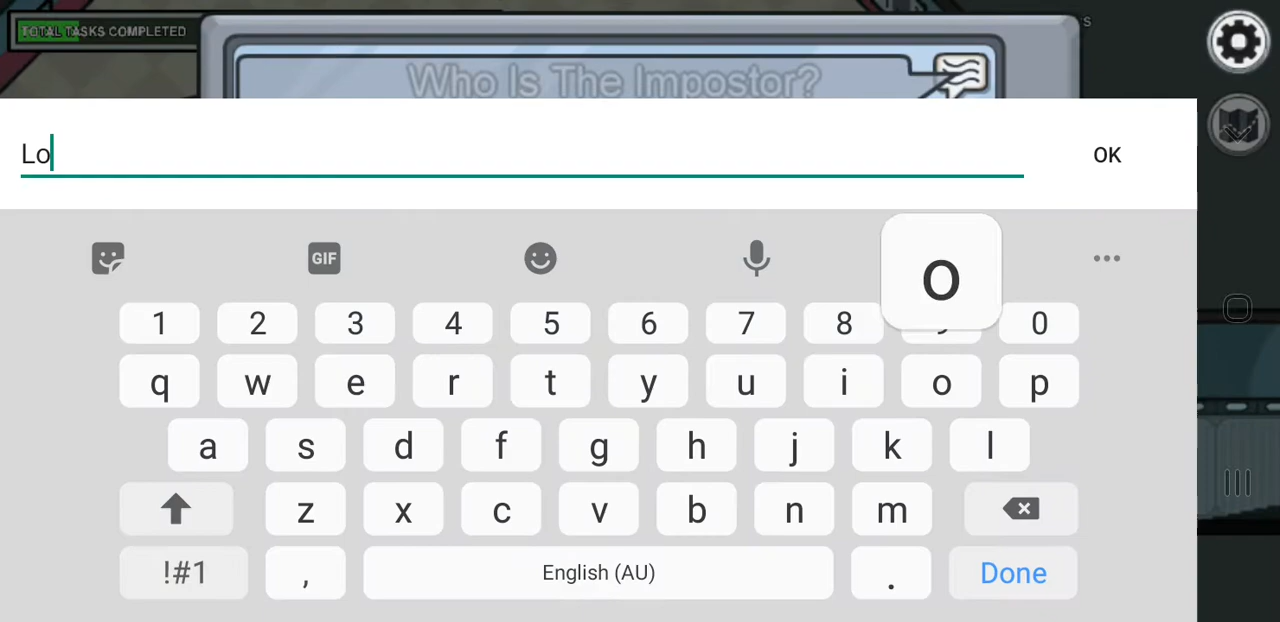 TOTAL TASKS COMPLETED
S
Who Is The Impostor?
Lo
OK
GIF
o
1 2 3 4 5 6 7 8 0
q w e r t y u i o p
a s d f g h j k l
z x c v b n m
!#1 , English (AU) . Done